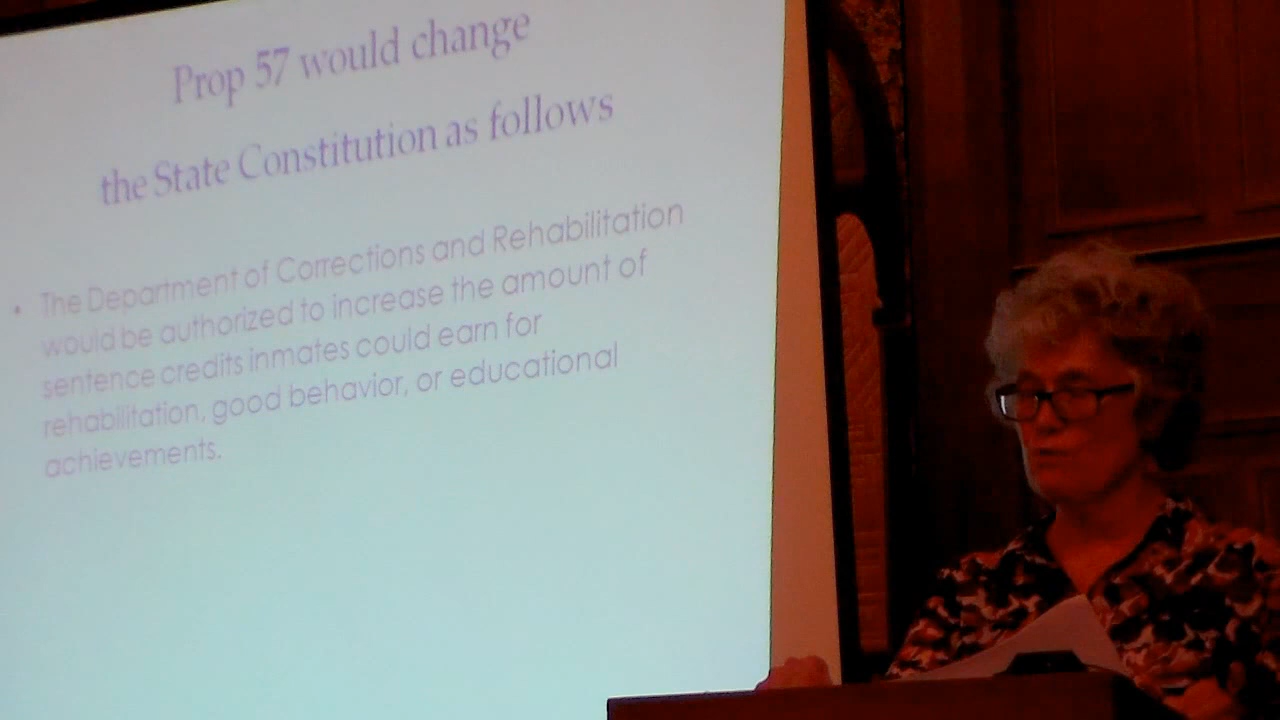 Prop 57 would change
the State Constitution as follows
• The Department of Corrections and Rehabilitation
would be authorized to increase the amount of
sentence credits inmates could earn for
rehabilitation, good behavior, or educational
achievements.